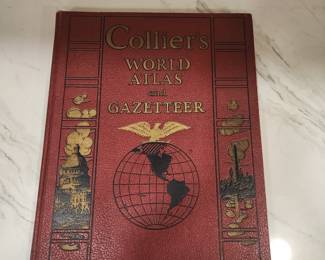 Collier's
WORLD
ATLAS
and
GAZETTEER